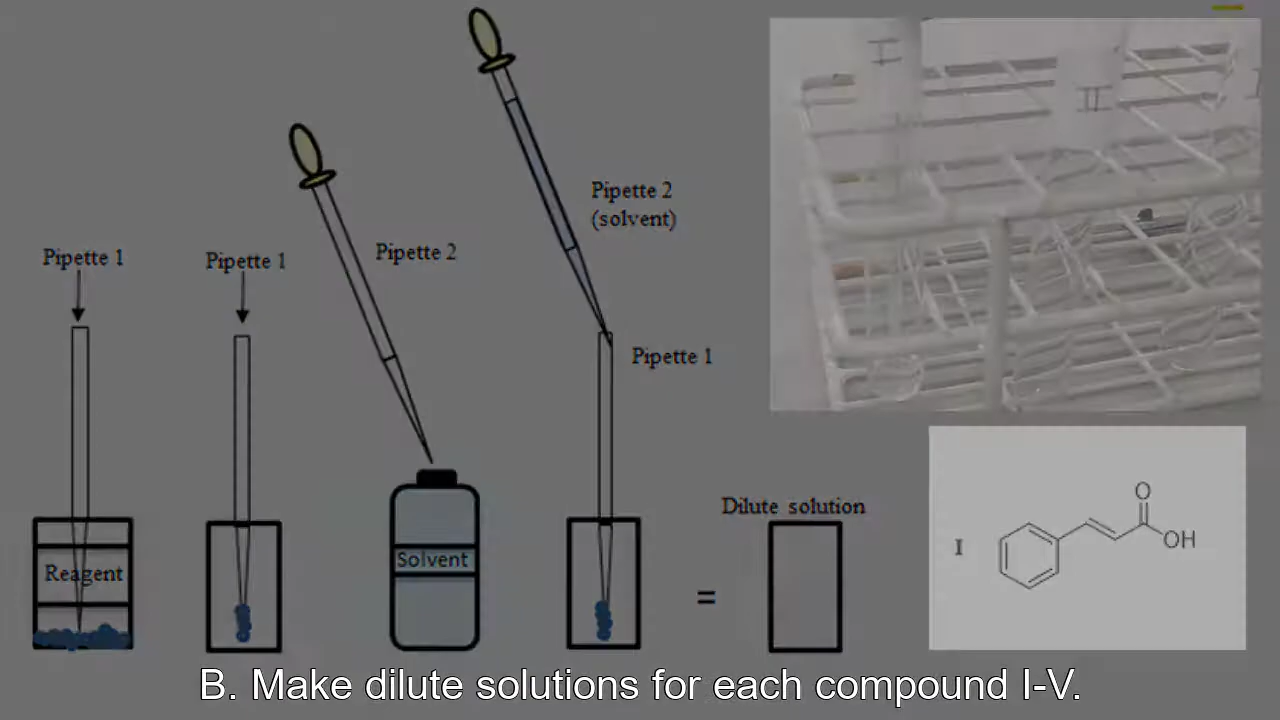 Pipette 2
(solvent)
Pipette 1
Pipette 1
Pipette 2
Pipette 1
Reagent
Solvent
=
Dilute solution
I
II
I
O
OH
B. Make dilute solutions for each compound I-V.